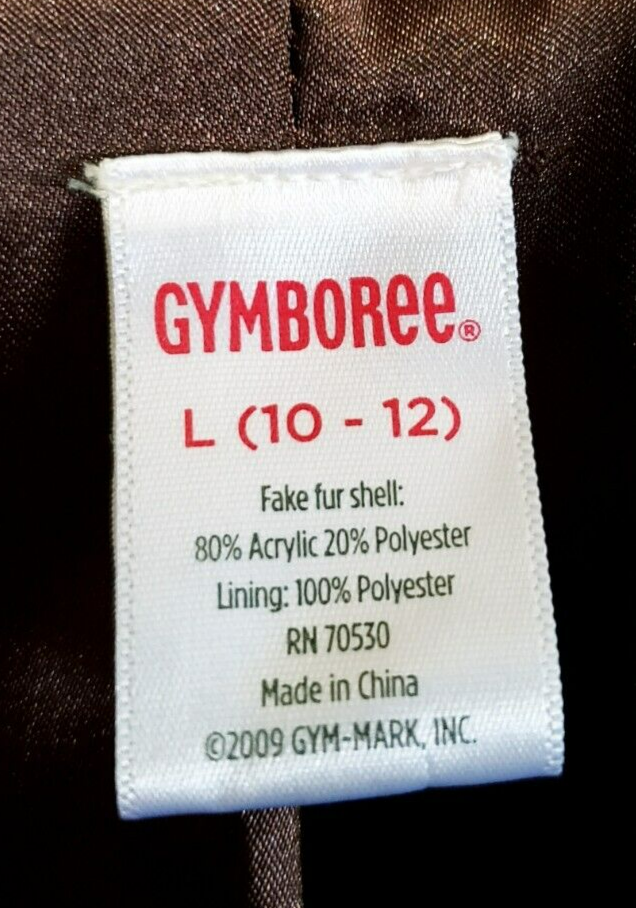 GYMBOREE®
L (10 - 12)
Fake fur shell:
80% Acrylic 20% Polyester
Lining: 100% Polyester
RN 70530
Made in China
©2009 GYM-MARK, INC.